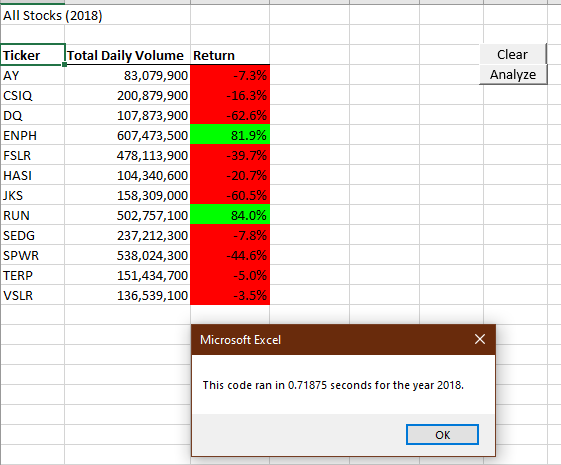 All Stocks (2018)
Ticker Total Daily Volume Return Clear
AY 83,079,900 -7.3% Analyze
CSIQ 200,879,900 -16.3%
DQ 107,873,900 -62.6%
ENPH 607,473,500 81.9%
FSLR 478,113,900 -39.7%
HASI 104,340,600 -20.7%
JKS 158,309,000 -60.5%
RUN 502,757,100 84.0%
SEDG 237,212,300 -7.8%
SPWR 538,024,300 -44.6%
TERP 151,434,700 -5.0%
VSLR 136,539,100 -3.5%
Microsoft Excel
This code ran in 0.71875 seconds for the year 2018.
OK